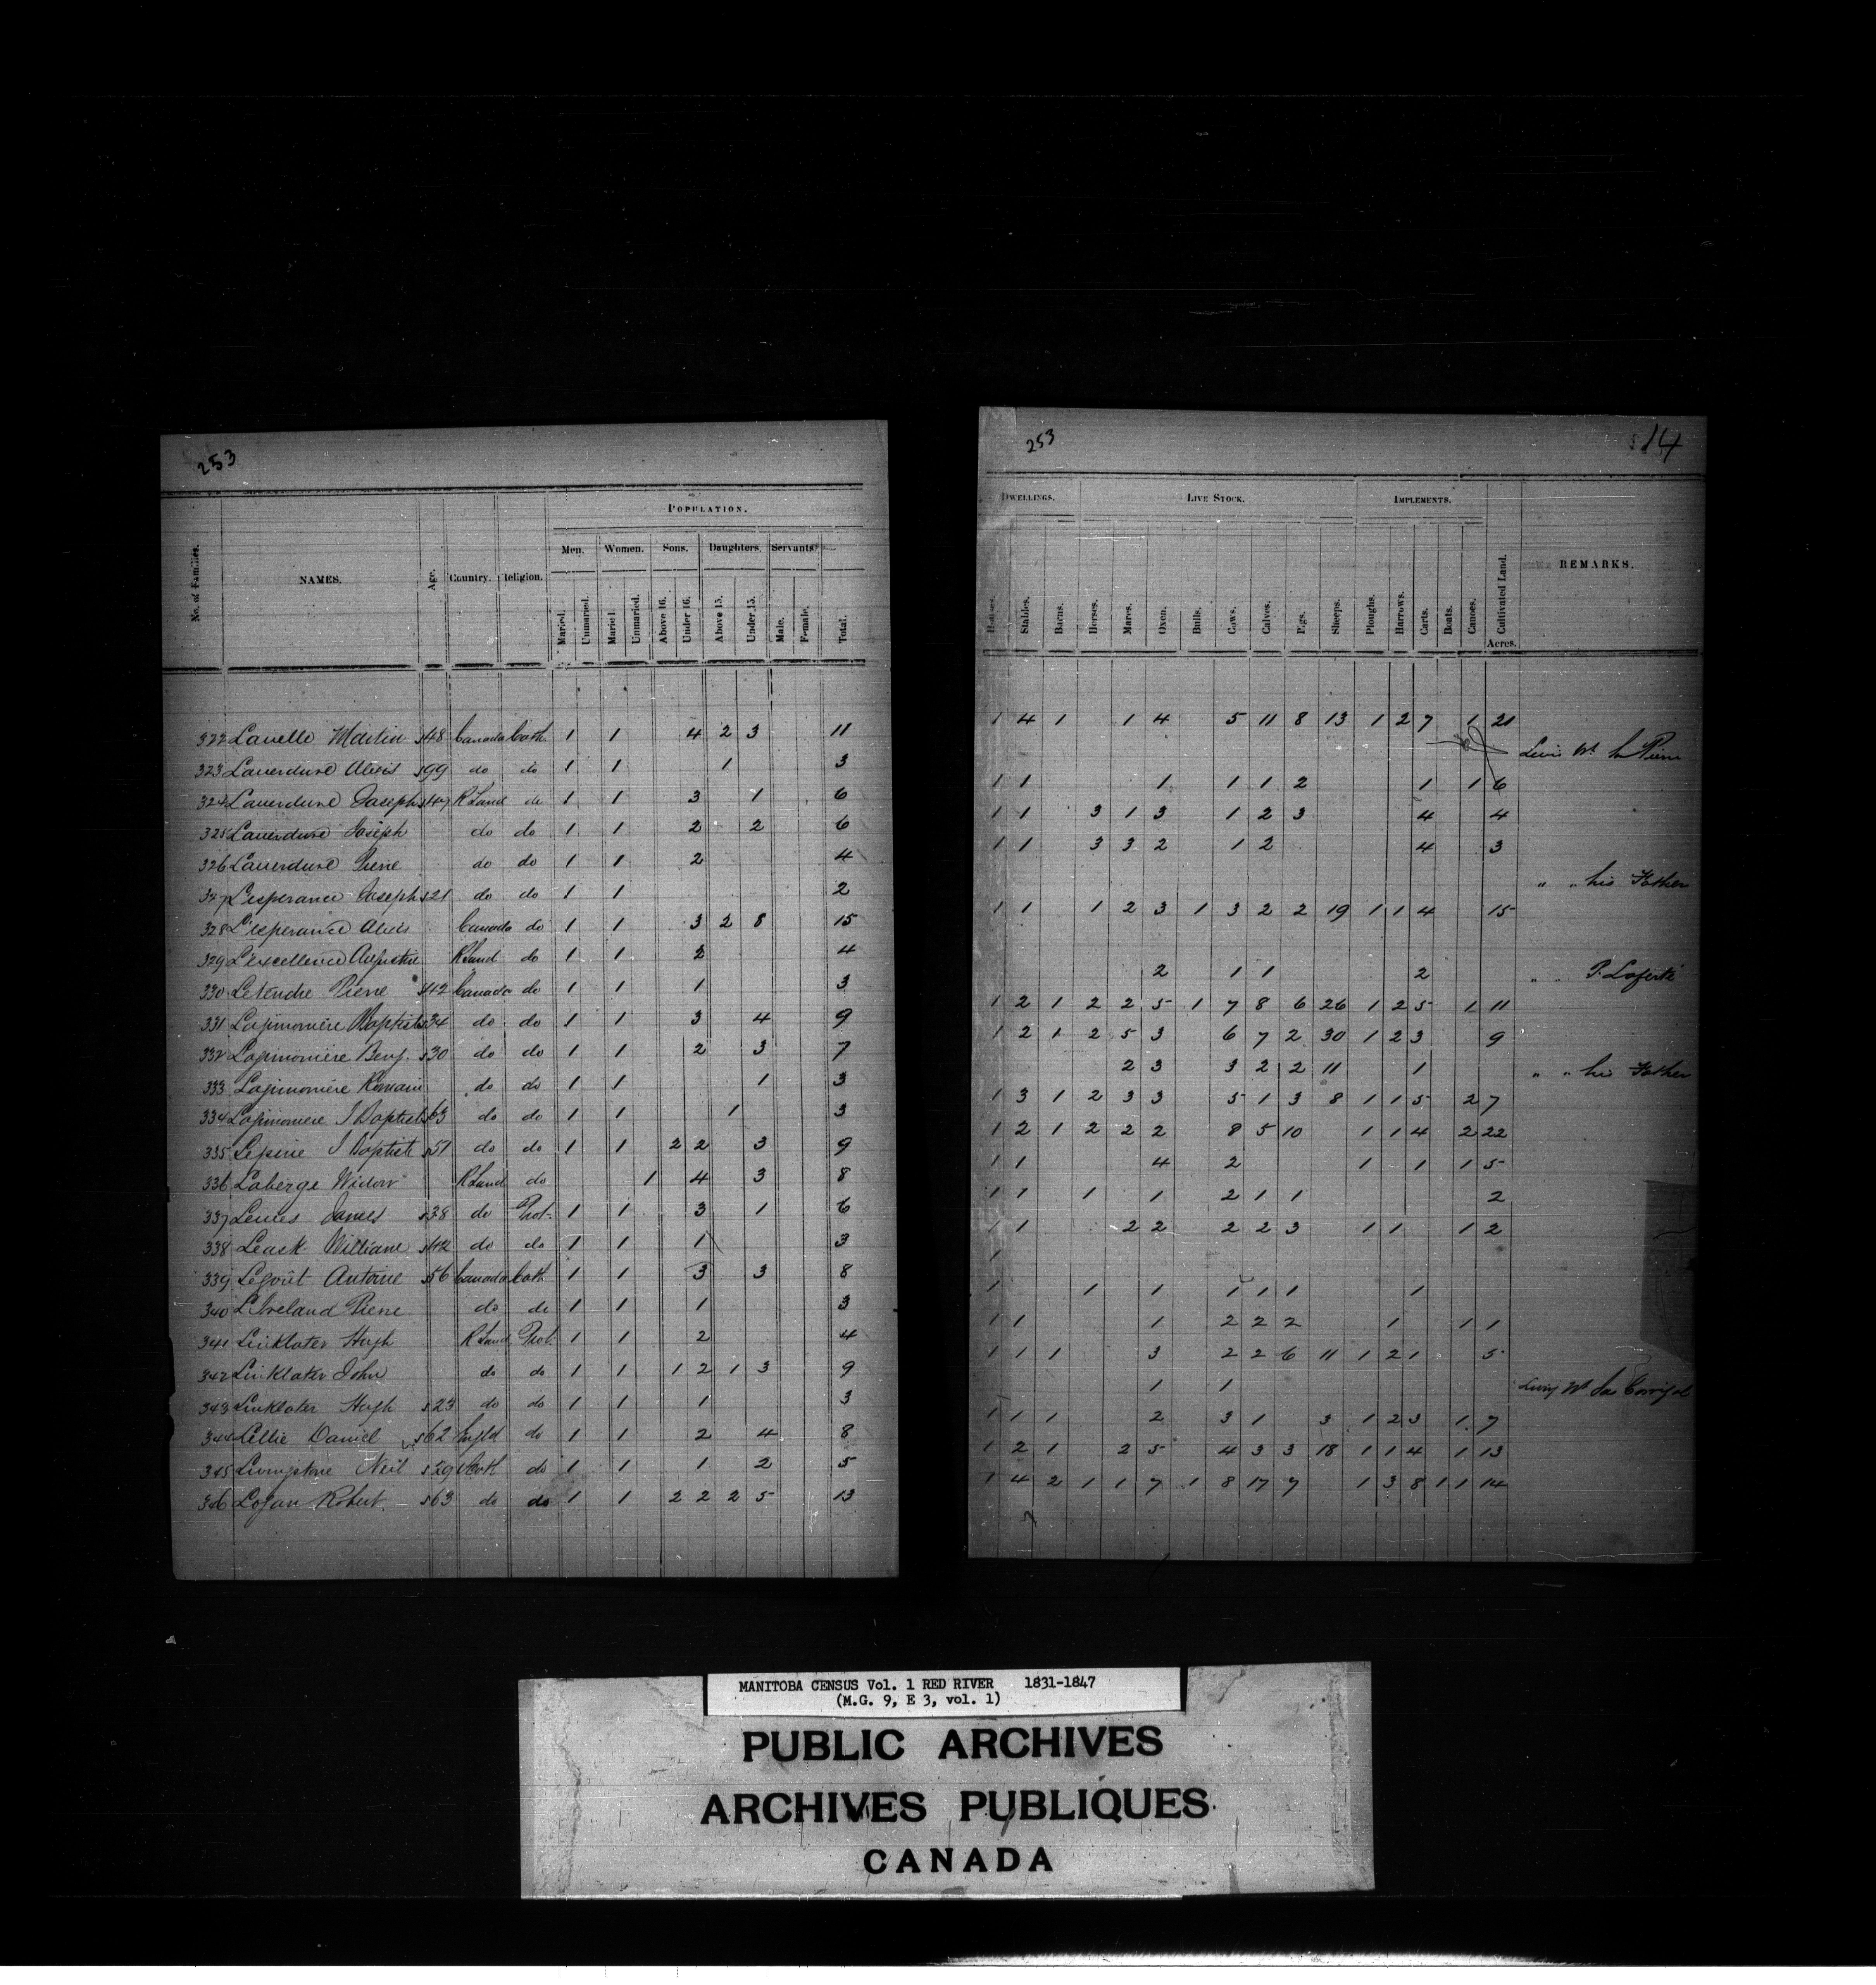 253
No. of Families. NAMES. Age. Country. Religion. POPULATION.
Men. Women. Sons. Daughters. Servants
Married. Unmaried. Married. Unmaried. Above 16. Under 16. Above 15. Under 15. Male. Female. Total.
322 Lavelle Martin 48 Canada Cath 1 1 4 2 3 11
323 Laverdure Alexis 99 do do 1 1 1 3
324 Laverdure Joseph 47 R Land do 1 1 3 1 6
325 Laverdure Joseph do do 1 1 2 2 6
326 Laverdure Pierre do do 1 1 2 4
327 L'esperance Joseph 21 do do 1 1 2
328 L'esperance Alexis Canada do 1 1 3 2 8 15
329 L'excellence Augustin R Land do 1 1 2 4
330 Letendre Pierre 42 Canada do 1 1 1 3
331 Lagimoniere Baptiste 34 do do 1 1 3 4 9
332 Lagimoniere Benj. 30 do do 1 1 2 3 7
333 Lagimoniere Romain do do 1 1 1 3
334 Lagimoniere J Baptiste 63 do do 1 1 1 3
335 Lepine J Baptiste 51 do do 1 1 2 2 3 9
336 Laberge Widow R Land do 1 4 3 8
337 Leuies James 38 do Prot. 1 1 3 1 6
338 Leask William 42 do do 1 1 1 3
339 Legoût Antoine 56 Canada Cath 1 1 3 3 8
340 L'Ireland Pierre do do 1 1 1 3
341 Linklater Hugh R Land Prot. 1 1 2 4
342 Linklater John do do 1 1 1 2 1 3 9
343 Linklater Hugh 23 do do 1 1 1 3
344 Lillie Daniel 62 Engld do 1 1 2 4 8
345 Livingstone Neil 29 Scoth do 1 1 1 2 5
346 Logan Robert. 63 do do 1 1 2 2 2 5 13
253 14
DWELLINGS. LIVE STOCK. IMPLEMENTS. Cultivated Land. REMARKS.
Houses. Stables. Barns. Horses. Mares. Oxen. Bulls. Cows. Calves. Pigs. Sheeps. Ploughs. Harrows. Carts. Boats. Canoes. Acres.
1 4 1 1 4 5 11 8 13 1 2 7 1 21
Pierre
1 1 1 1 1 2 1 1 6
1 1 3 1 3 1 2 3 4 4
1 1 3 3 2 1 2 4 3
" " his Father
1 1 1 2 3 1 3 2 2 19 1 1 4 15
2 1 1 2 " " P. Laferté
1 2 1 2 2 5 1 7 8 6 26 1 2 5 1 11
1 2 1 2 5 3 6 7 2 30 1 2 3 9
2 3 3 2 2 11 1 " " his Father
1 3 1 2 3 3 5 1 3 8 1 1 5 2 7
1 2 1 2 2 2 8 5 10 1 1 4 2 22
1 1 4 2 1 1 1 5
1 1 1 1 2 1 1 2
1 1 2 2 2 2 3 1 1 1 2
1
1 1 1 1 1 1 1
1 1 1 2 2 2 1 1 1
1 1 1 3 2 2 6 11 1 2 1 5
1 1
1 1 1 2 3 1 3 1 2 3 1 7
1 2 1 2 5 4 3 3 18 1 1 4 1 13
1 4 2 1 1 7 1 8 17 7 1 3 8 1 1 14
MANITOBA CENSUS Vol. 1 RED RIVER 1831-1847
(M.G. 9, E 3, vol. 1)
PUBLIC ARCHIVES
ARCHIVES PUBLIQUES
CANADA